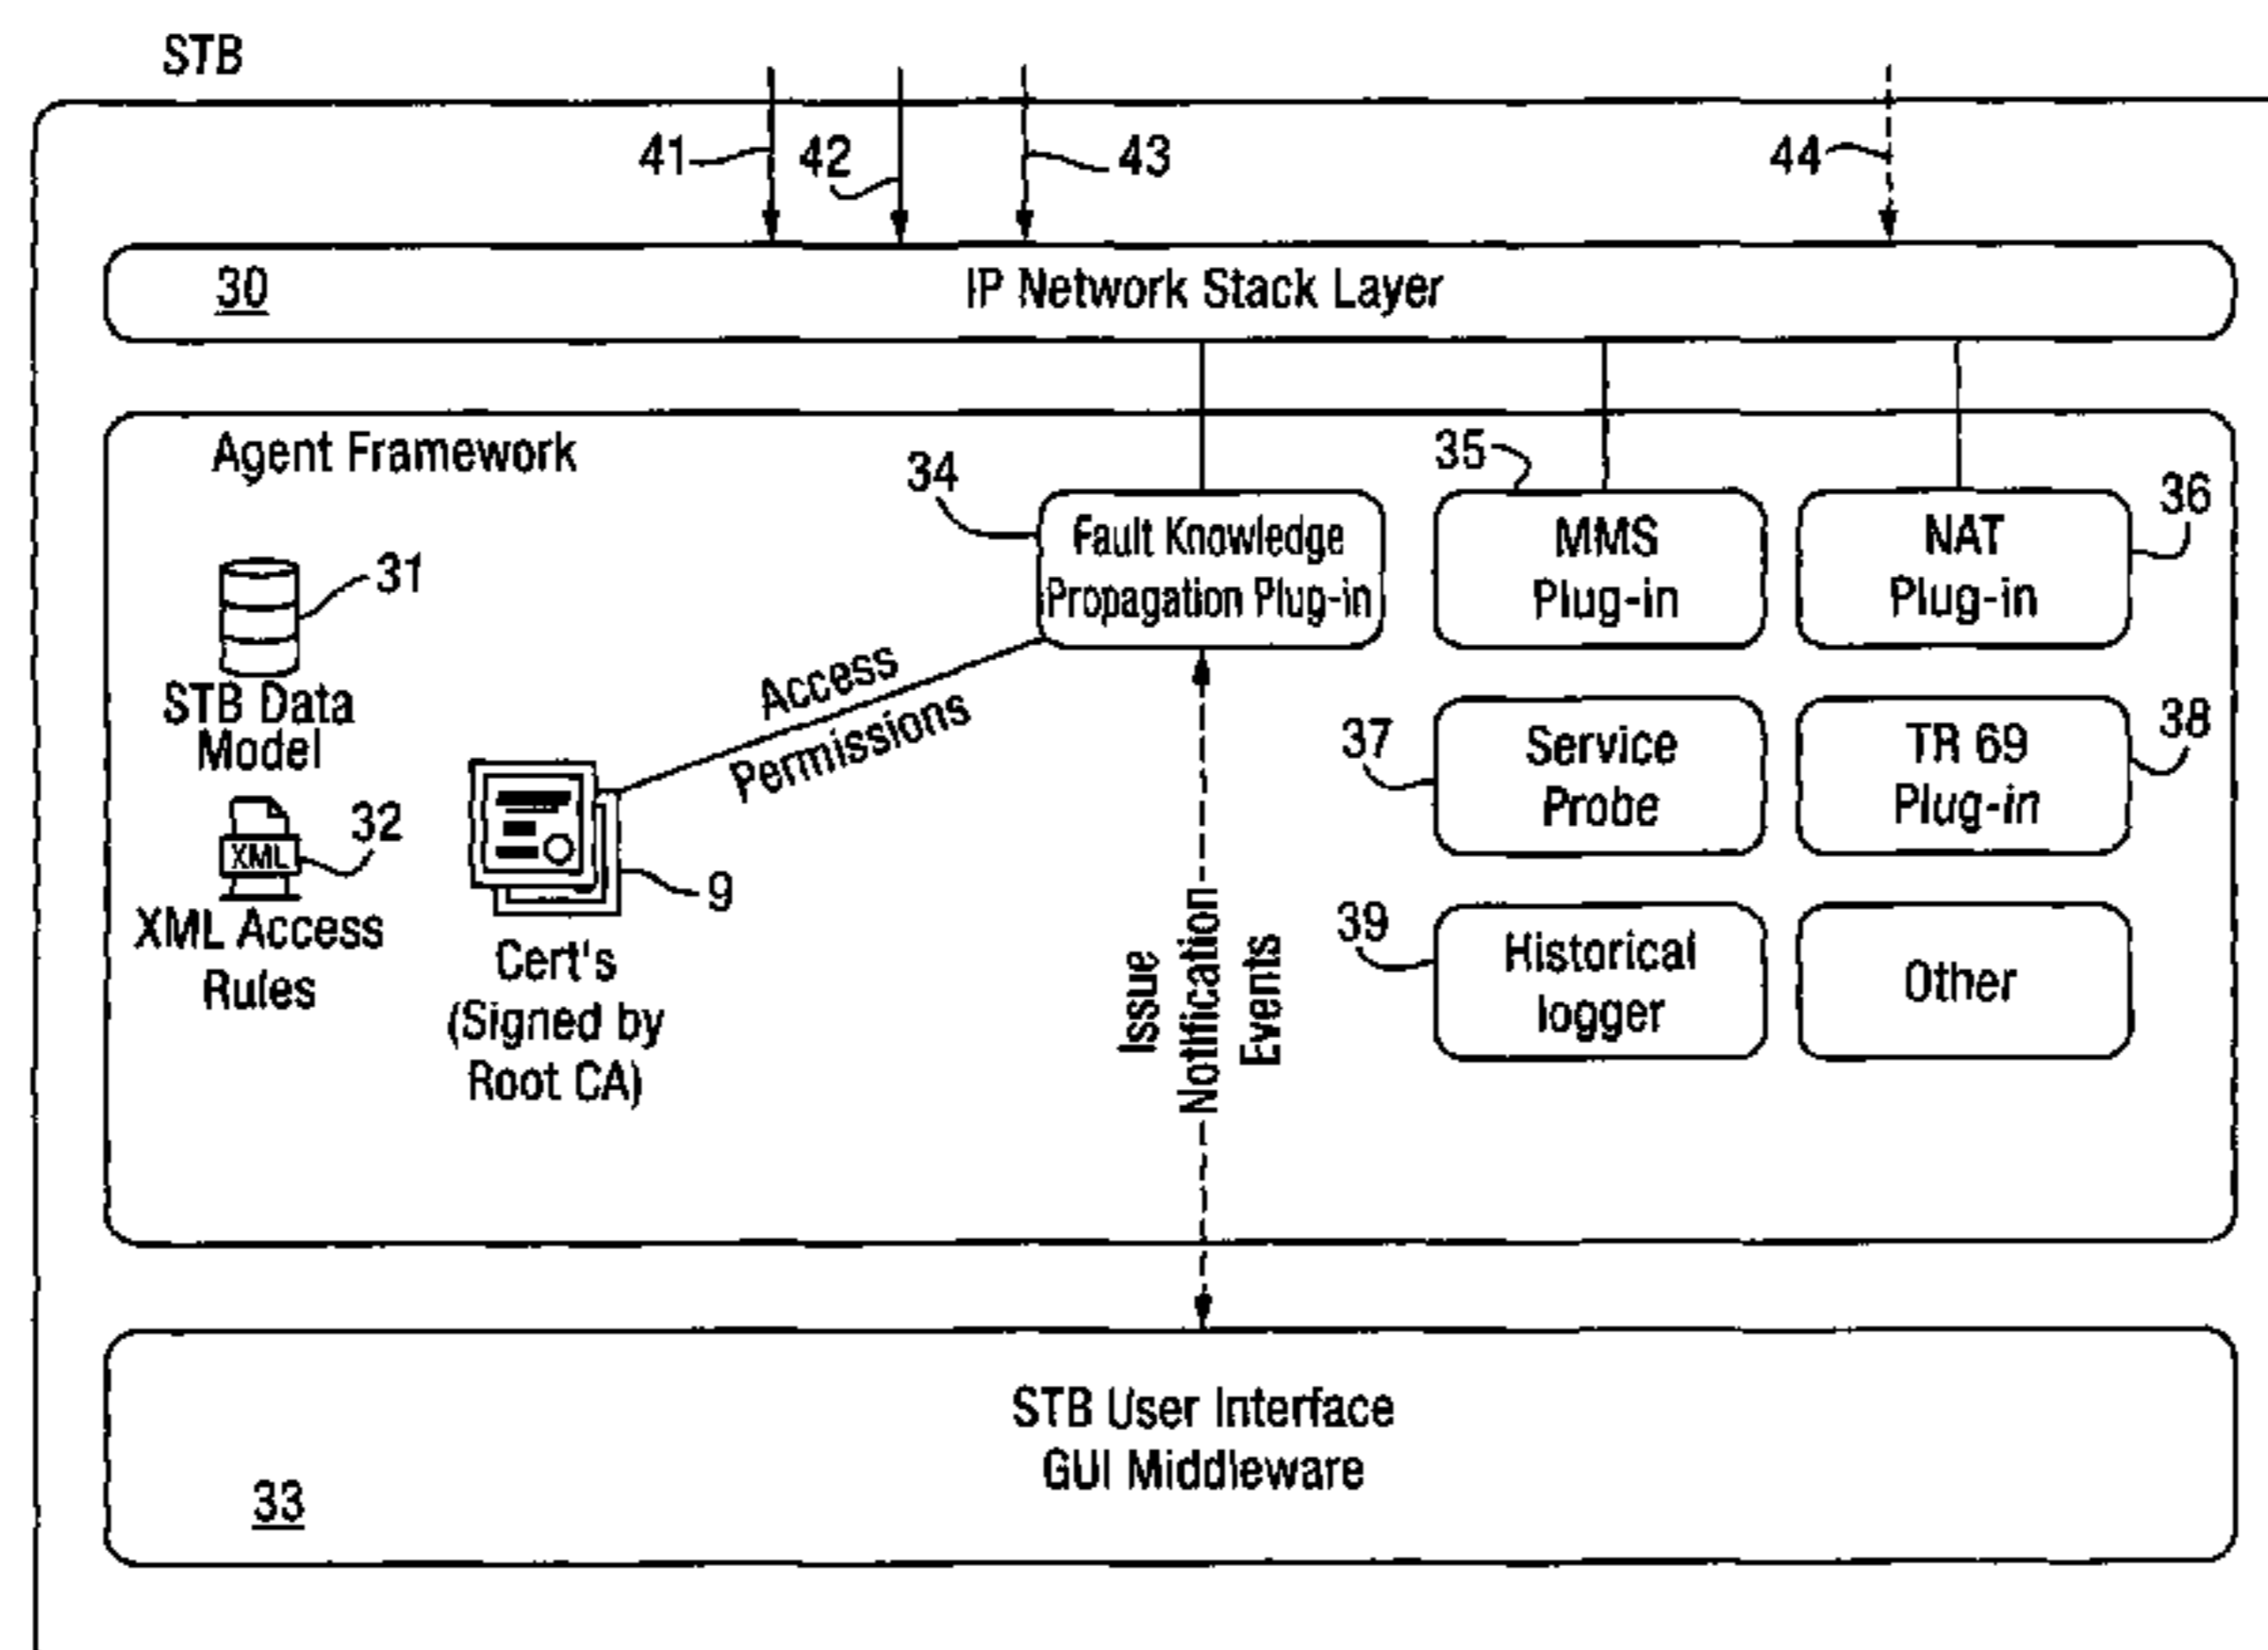 STB
41
42
43
44
30
IP Network Stack Layer
Agent Framework
34
35
36
Fault Knowledge
Propagation Plug-in
MMS
Plug-in
NAT
Plug-in
31
STB Data
Model
Access
Permissions
37
Service
Probe
38
TR 69
Plug-in
32
XML
XML Access
Rules
9
Cert's
(Signed by
Root CA)
Issue
Notification
Events
39
Historical
logger
Other
STB User Interface
GUI Middleware
33